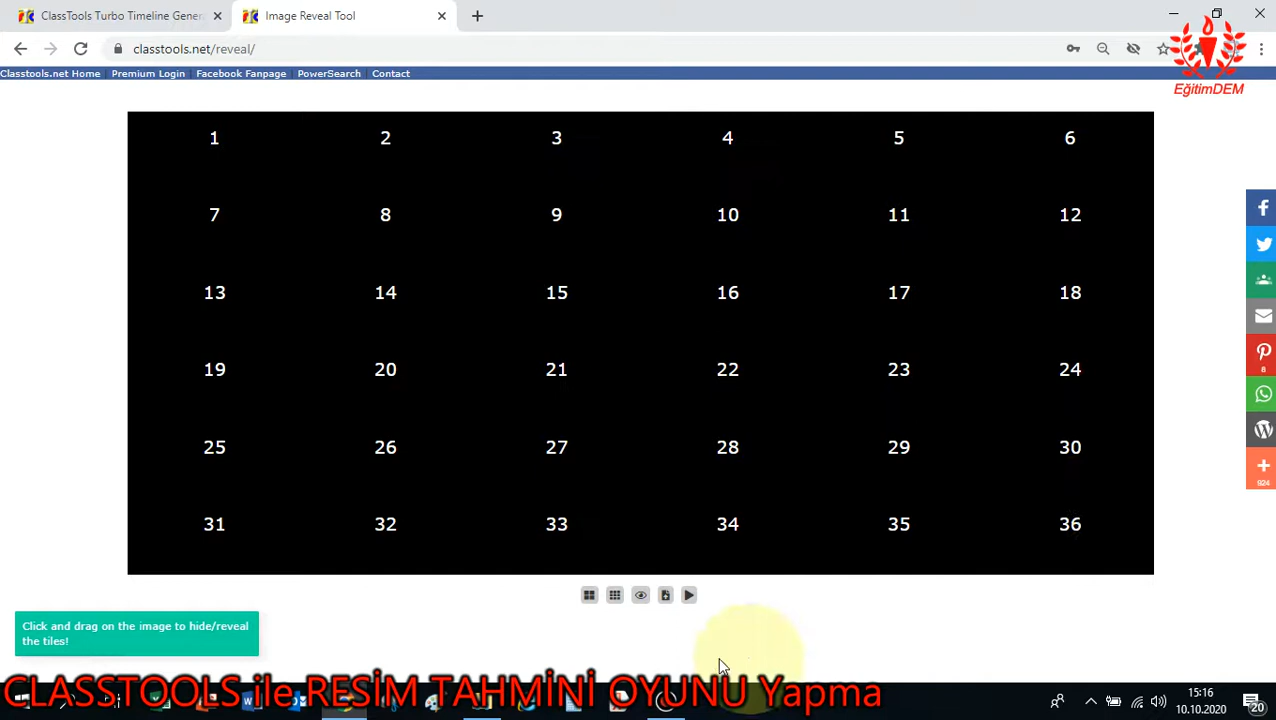 ClassTools Turbo Timeline Gener
Image Reveal Tool
classtools.net/reveal/
Classtools.net Home Premium Login Facebook Fanpage PowerSearch Contact
EğitimDEM
1 2 3 4 5 6
7 8 9 10 11 12
13 14 15 16 17 18
19 20 21 22 23 24
25 26 27 28 29 30
31 32 33 34 35 36
8
924
Click and drag on the image to hide/reveal
the tiles!
CLASSTOOLS ile RESİM TAHMİNİ OYUNU Yapma
15:16
10.10.2020
20